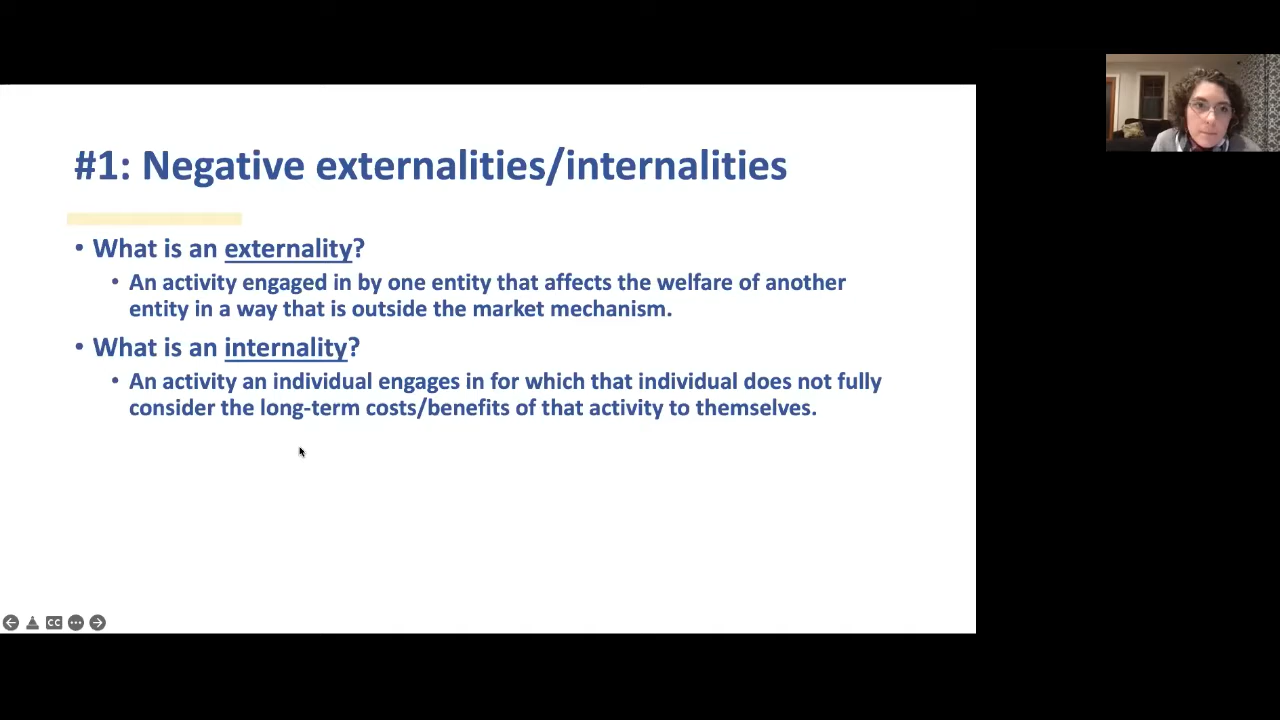 #1: Negative externalities/internalities
• What is an externality?
• An activity engaged in by one entity that affects the welfare of another
entity in a way that is outside the market mechanism.
• What is an internality?
• An activity an individual engages in for which that individual does not fully
consider the long-term costs/benefits of that activity to themselves.
CC